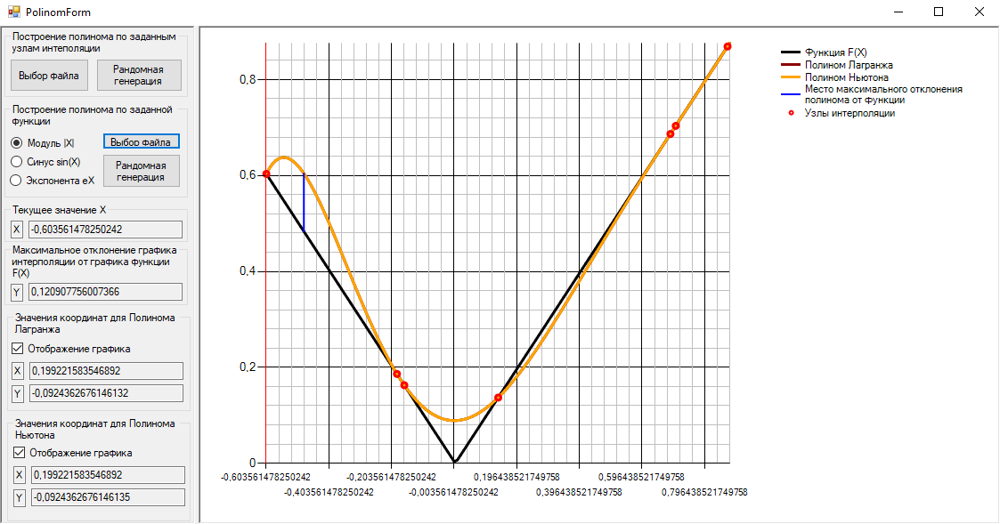 PolinomForm
Построение полинома по заданным
узлам интеполяции
Выбор файла
Рандомная
генерация
Построение полинома по заданной
функции
Модуль |X|
Выбор файла
Синус sin(X)
Рандомная
генерация
Экспонента eX
Текущее значение X
X
-0,603561478250242
Максимальное отклонение графика
интерполяции от графика функции
F(X)
Y
0,120907756007366
Значения координат для Полинома
Лагранжа
Отображение графика
X
0,199221583546892
Y
-0,0924362676146132
Значения координат для Полинома
Ньютона
Отображение графика
X
0,199221583546892
Y
-0,0924362676146135
0,8
0,6
0,4
0,2
0
-0,603561478250242
-0,403561478250242
-0,203561478250242
-0,003561478250242
0,196438521749758
0,396438521749758
0,596438521749758
0,796438521749758
Функция F(X)
Полином Лагранжа
Полином Ньютона
Место максимального отклонения
полинома от функции
Узлы интерполяции